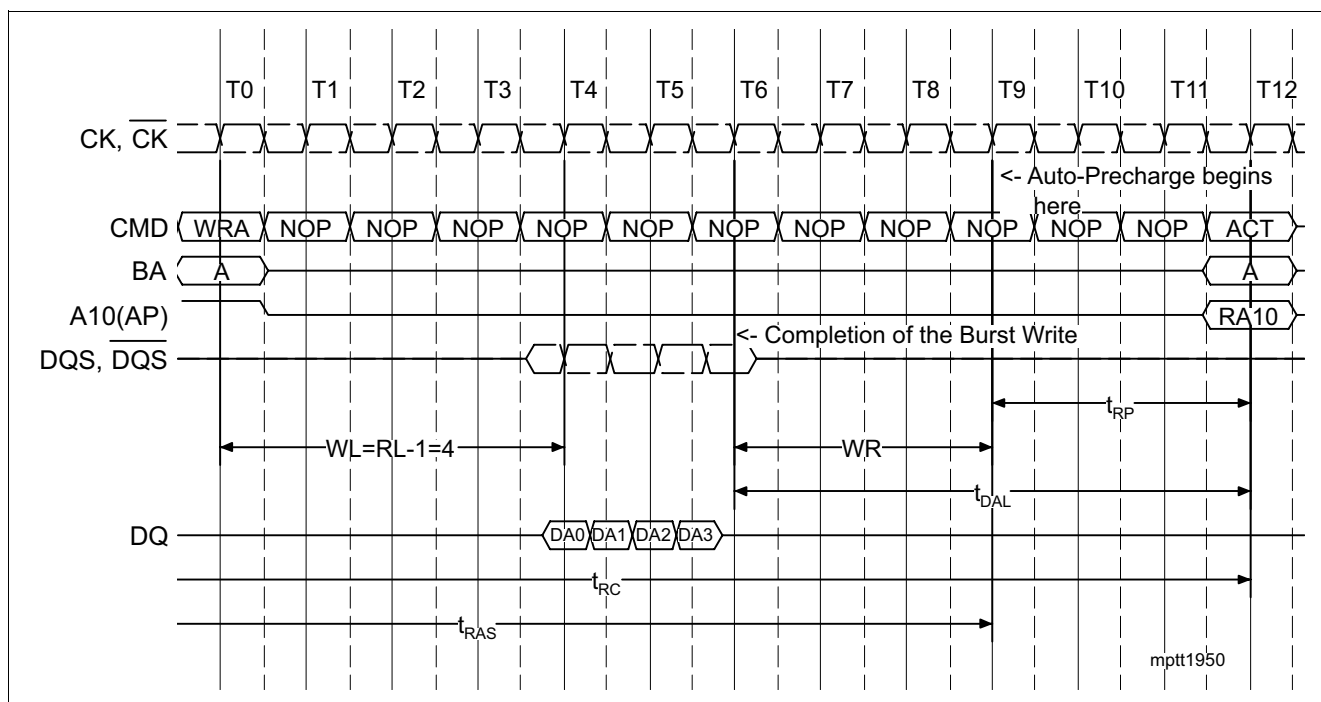 T0 T1 T2 T3 T4 T5 T6 T7 T8 T9 T10 T11 T12
CK, CK
<- Auto-Precharge begins
here
CMD WRA NOP NOP NOP NOP NOP NOP NOP NOP NOP NOP NOP ACT
BA A A
A10(AP) RA10
<- Completion of the Burst Write
DQS, DQS
tRP
WL=RL-1=4 WR
tDAL
DQ DA0 DA1 DA2 DA3
tRC
tRAS
mptt1950